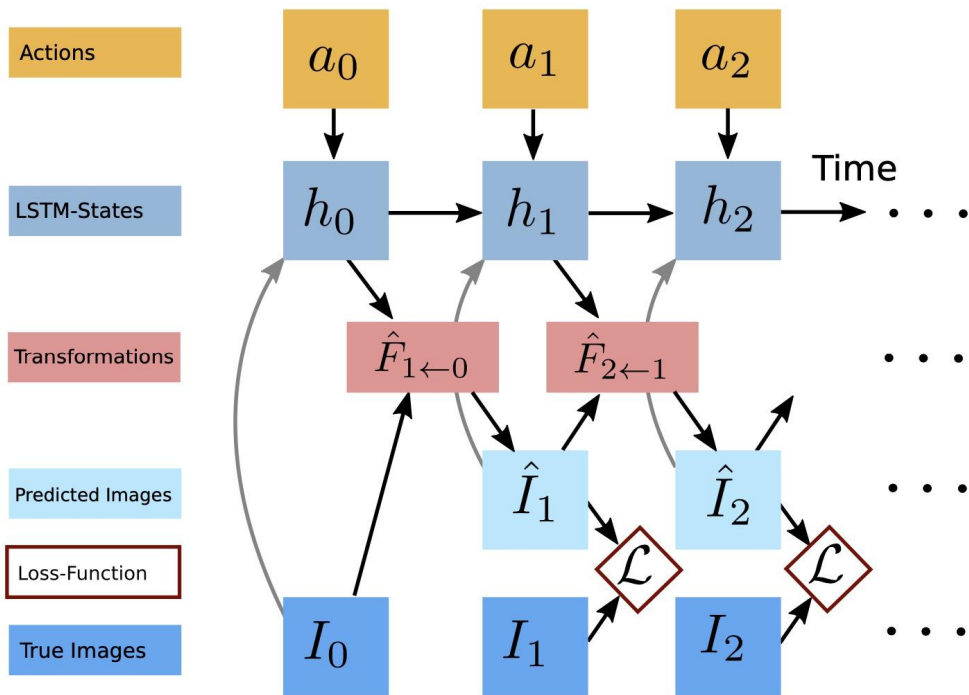 Actions a₀ a₁ a₂
Time
LSTM-States h₀ h₁ h₂ . . .
Transformations F̂₁←₀ F̂₂←₁ . . .
Predicted Images Î₁ Î₂ . . .
Loss-Function ℒ ℒ
True Images I₀ I₁ I₂ . . .